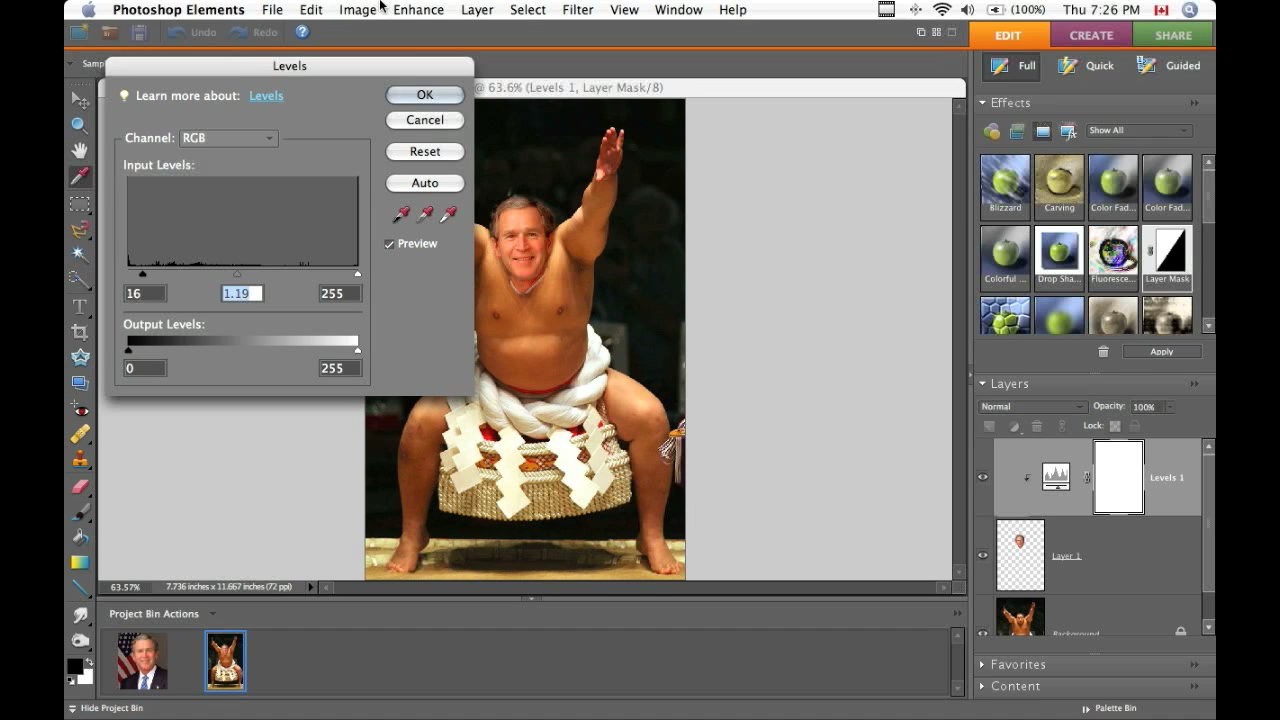 Photoshop Elements File Edit Image Enhance Layer Select Filter View Window Help (100%) Thu 7:26 PM
Undo Redo ? EDIT CREATE SHARE
Samp
Full Quick Guided
Levels
@ 63.6% (Levels 1, Layer Mask/8)
Learn more about: Levels
OK
Cancel
Reset
Auto
Preview
Channel: RGB
Input Levels:
16 1.19 255
Output Levels:
0 255
Effects
Show All
Blizzard Carving Color Fad... Color Fad...
Colorful ... Drop Sha... Fluoresce... Layer Mask
Apply
Layers
Normal Opacity: 100%
Lock:
Levels 1
Layer 1
Background
63.57% 7.736 inches x 11.667 inches (72 ppi)
Project Bin Actions
Favorites
Content
Hide Project Bin Palette Bin